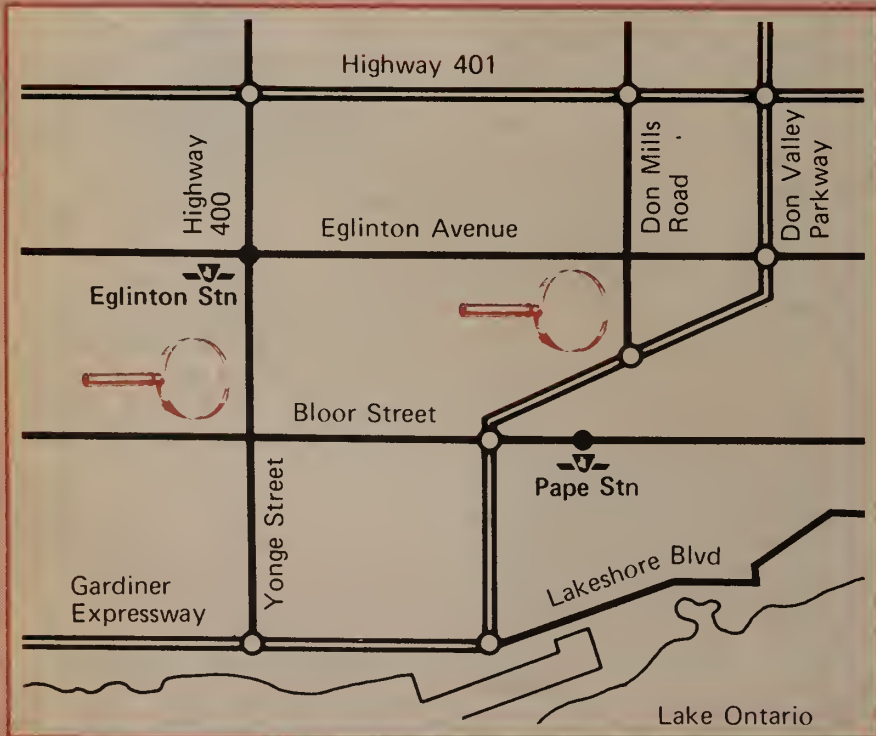 Highway 401
Highway
400
Don Mills
Road
Don Valley
Parkway
Eglinton Avenue
Eglinton Stn
Bloor Street
Pape Stn
Yonge Street
Gardiner
Expressway
Lakeshore Blvd
Lake Ontario